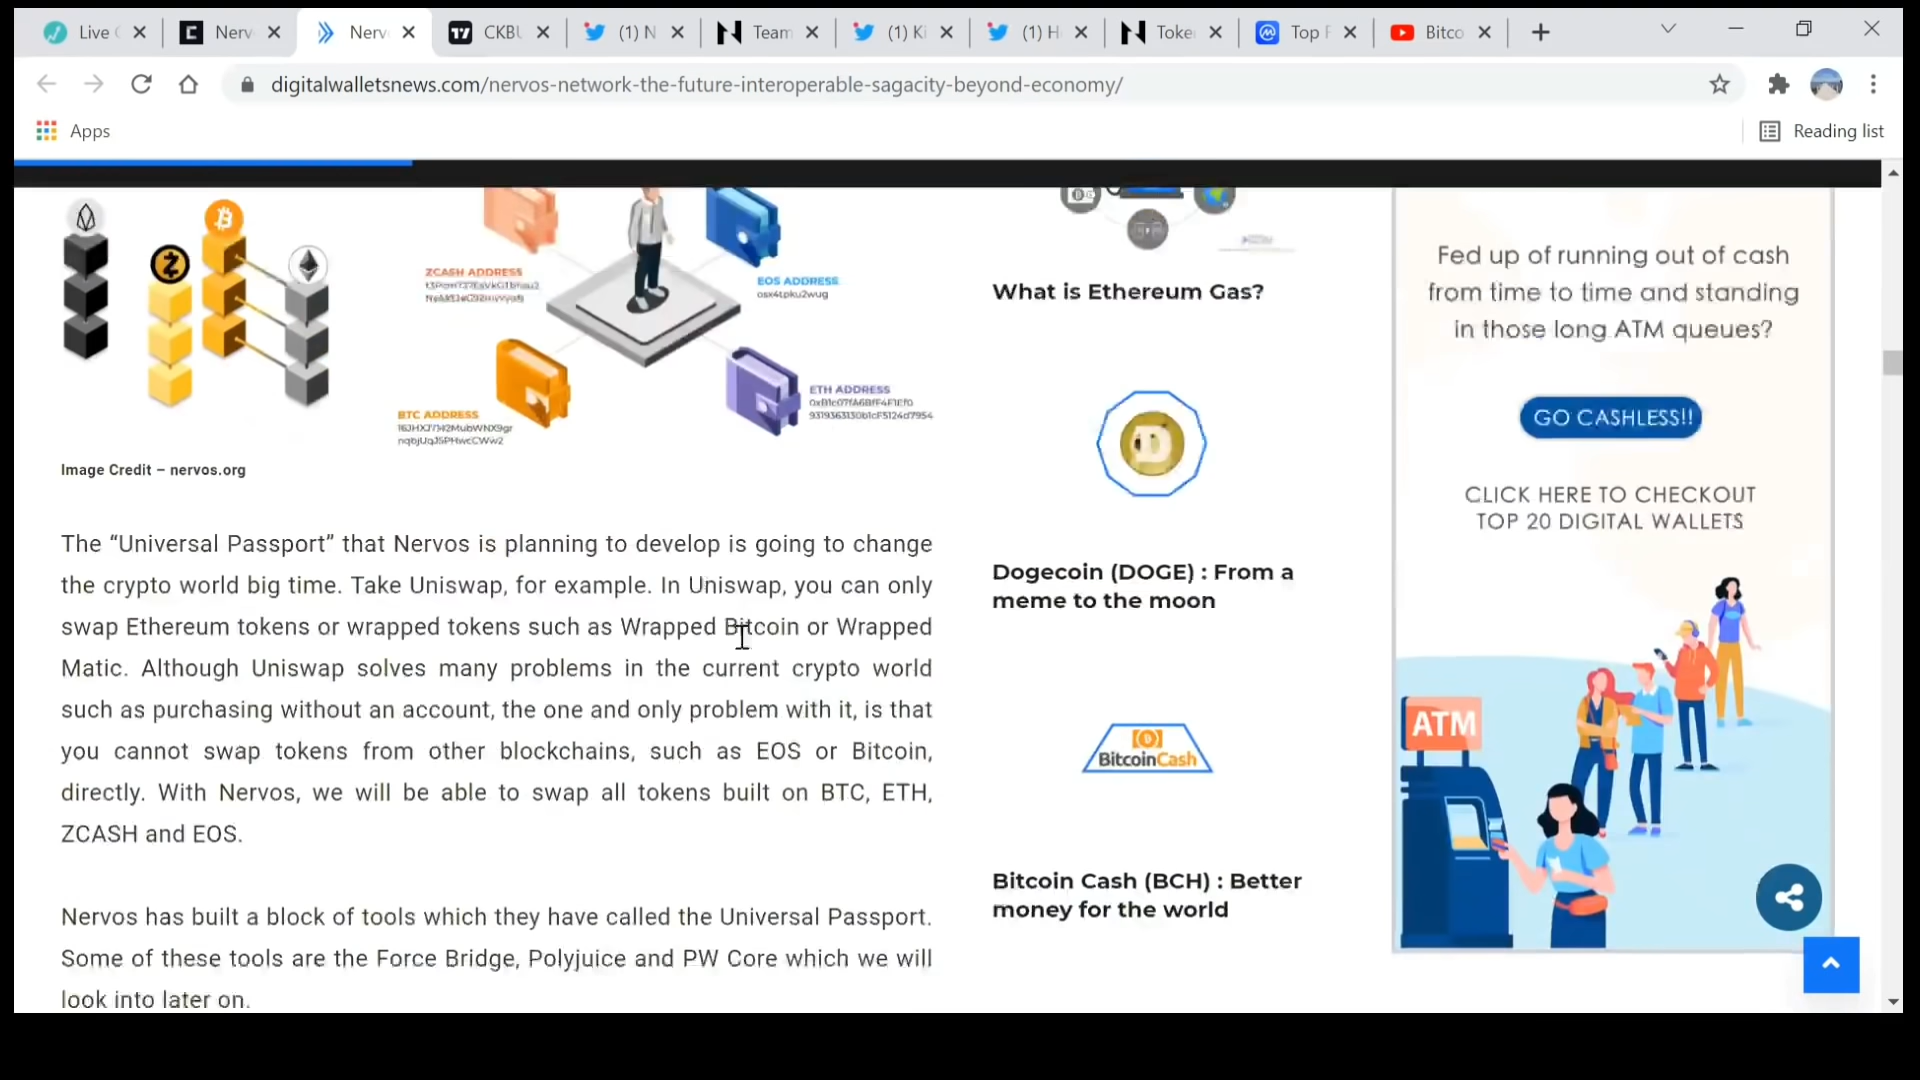 Live
Nerv
Nerv
CKBU
(1) N
Team
(1) Ki
(1) H
Toke
Top
Bitco
digitalwalletsnews.com/nervos-network-the-future-interoperable-sagacity-beyond-economy/
Apps
Reading list
ZCASH ADDRESS
EOS ADDRESS
osx4tpku2wug
BTC ADDRESS
ETH ADDRESS
Image Credit – nervos.org
The “Universal Passport” that Nervos is planning to develop is going to change
the crypto world big time. Take Uniswap, for example. In Uniswap, you can only
swap Ethereum tokens or wrapped tokens such as Wrapped Bitcoin or Wrapped
Matic. Although Uniswap solves many problems in the current crypto world
such as purchasing without an account, the one and only problem with it, is that
you cannot swap tokens from other blockchains, such as EOS or Bitcoin,
directly. With Nervos, we will be able to swap all tokens built on BTC, ETH,
ZCASH and EOS.
Nervos has built a block of tools which they have called the Universal Passport.
Some of these tools are the Force Bridge, Polyjuice and PW Core which we will
look into later on.
What is Ethereum Gas?
Dogecoin (DOGE) : From a
meme to the moon
BitcoinCash
Bitcoin Cash (BCH) : Better
money for the world
Fed up of running out of cash
from time to time and standing
in those long ATM queues?
GO CASHLESS!!
CLICK HERE TO CHECKOUT
TOP 20 DIGITAL WALLETS
ATM